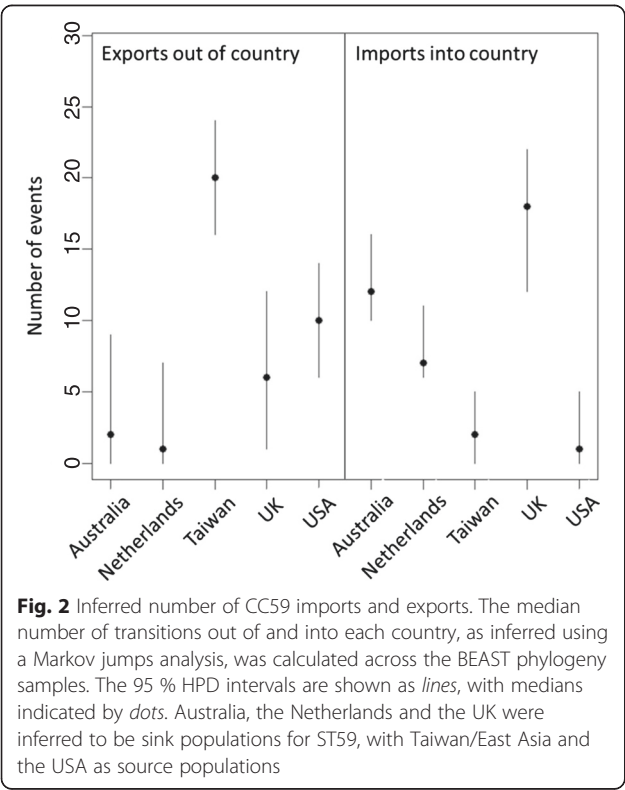 Exports out of country
Imports into country
Number of events
30
25
20
15
10
5
0
Australia
Netherlands
Taiwan
UK
USA
Australia
Netherlands
Taiwan
UK
USA
Fig. 2 Inferred number of CC59 imports and exports. The median
number of transitions out of and into each country, as inferred using
a Markov jumps analysis, was calculated across the BEAST phylogeny
samples. The 95 % HPD intervals are shown as lines, with medians
indicated by dots. Australia, the Netherlands and the UK were
inferred to be sink populations for ST59, with Taiwan/East Asia and
the USA as source populations